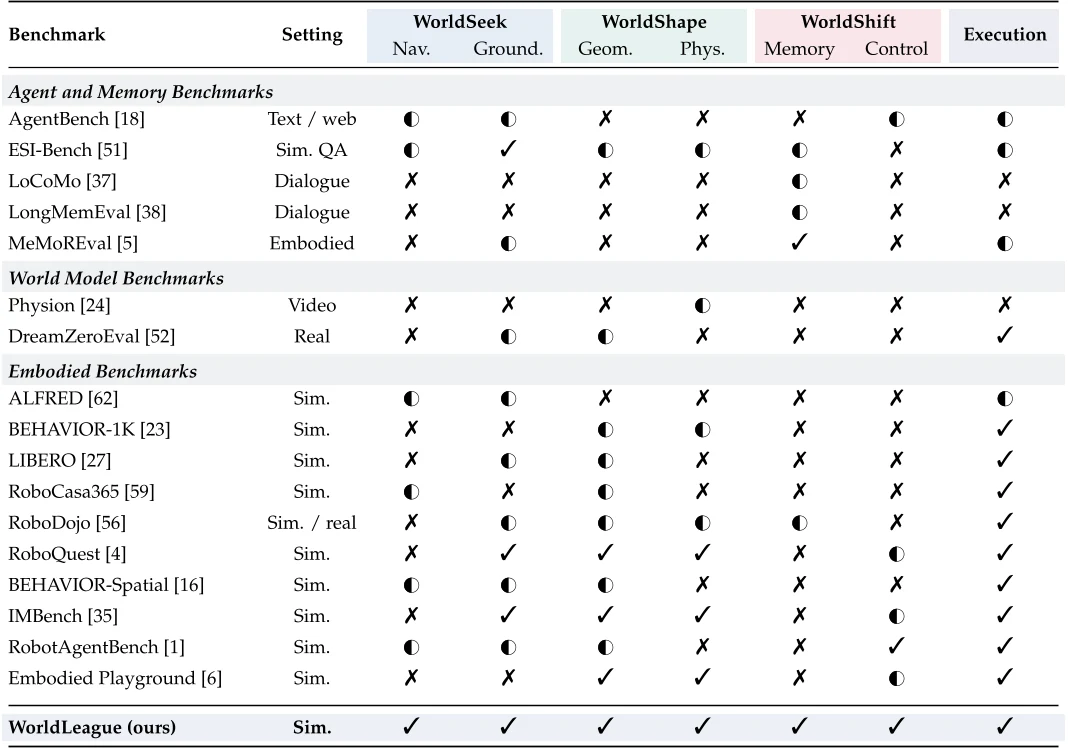 Benchmark Setting WorldSeek WorldShape WorldShift Execution
Nav. Ground. Geom. Phys. Memory Control
Agent and Memory Benchmarks
AgentBench [18] Text / web ◐ ◐ ✗ ✗ ✗ ◐ ◐
ESI-Bench [51] Sim. QA ◐ ✓ ◐ ◐ ◐ ✗ ◐
LoCoMo [37] Dialogue ✗ ✗ ✗ ✗ ◐ ✗ ✗
LongMemEval [38] Dialogue ✗ ✗ ✗ ✗ ◐ ✗ ✗
MeMoREval [5] Embodied ✗ ◐ ✗ ✗ ✓ ✗ ◐
World Model Benchmarks
Physion [24] Video ✗ ✗ ✗ ◐ ✗ ✗ ✗
DreamZeroEval [52] Real ✗ ◐ ◐ ✗ ✗ ✗ ✓
Embodied Benchmarks
ALFRED [62] Sim. ◐ ◐ ✗ ✗ ✗ ✗ ◐
BEHAVIOR-1K [23] Sim. ✗ ✗ ◐ ◐ ✗ ✗ ✓
LIBERO [27] Sim. ✗ ◐ ◐ ✗ ✗ ✗ ✓
RoboCasa365 [59] Sim. ◐ ✗ ◐ ✗ ✗ ✗ ✓
RoboDojo [56] Sim. / real ✗ ◐ ◐ ◐ ◐ ✗ ✓
RoboQuest [4] Sim. ✗ ✓ ✓ ✓ ✗ ◐ ✓
BEHAVIOR-Spatial [16] Sim. ◐ ◐ ◐ ✗ ✗ ✗ ✓
IMBench [35] Sim. ✗ ✓ ✓ ✓ ✗ ◐ ✓
RobotAgentBench [1] Sim. ◐ ◐ ◐ ✗ ✗ ✓ ✓
Embodied Playground [6] Sim. ✗ ✗ ✓ ✓ ✗ ◐ ✓
WorldLeague (ours) Sim. ✓ ✓ ✓ ✓ ✓ ✓ ✓